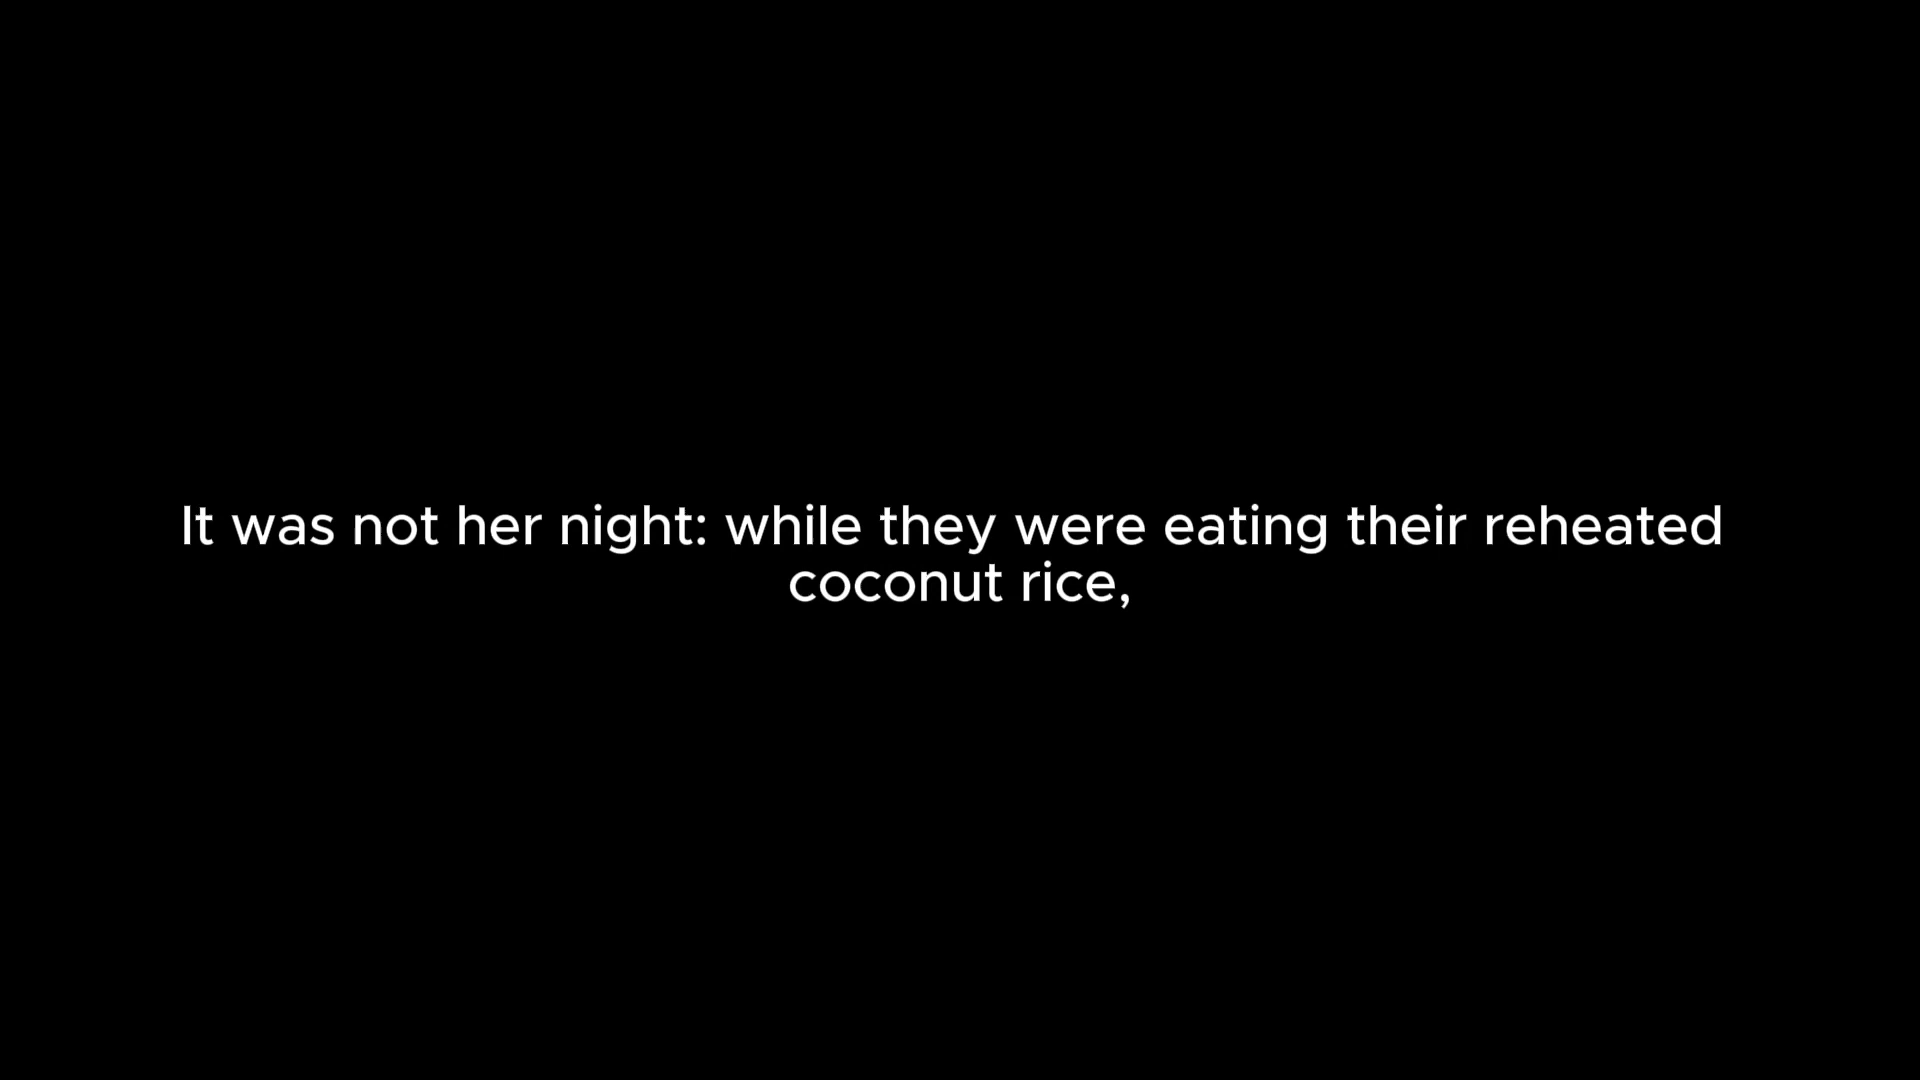 It was not her night: while they were eating their reheated
coconut rice,